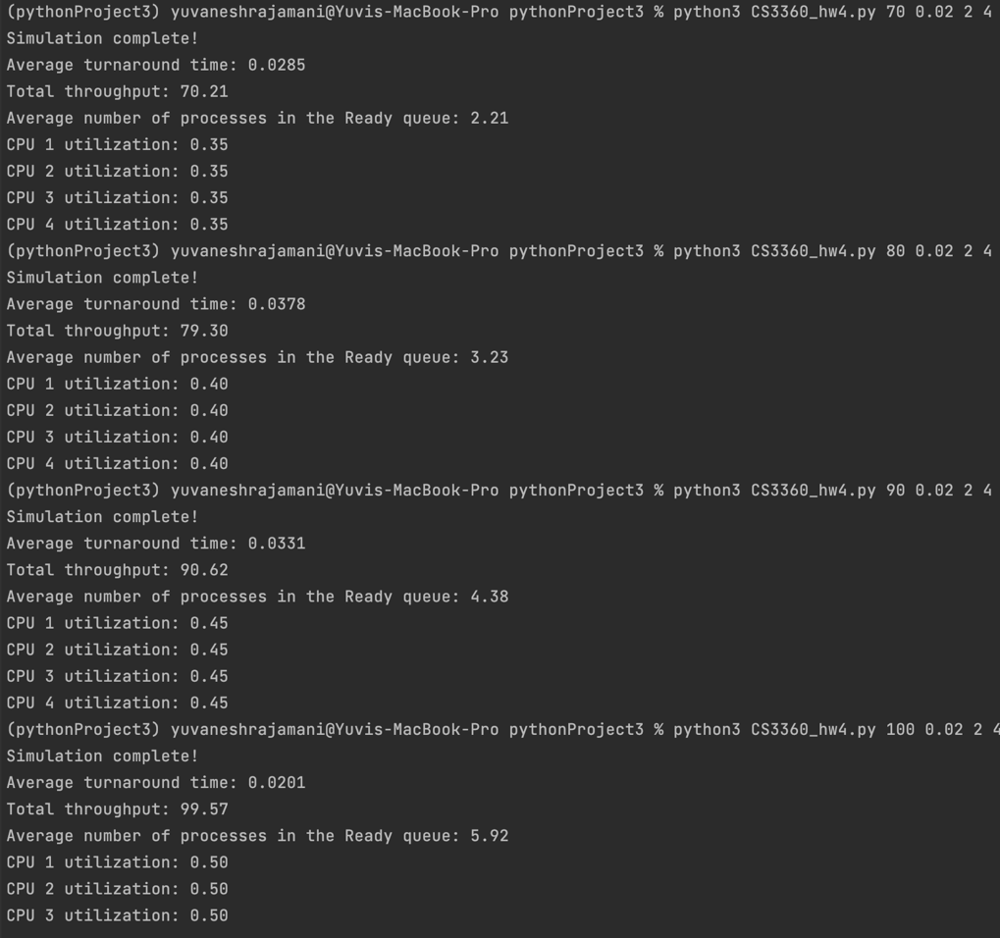 (pythonProject3) yuvaneshrajamani@Yuvis-MacBook-Pro pythonProject3 % python3 CS3360_hw4.py 70 0.02 2 4
Simulation complete!
Average turnaround time: 0.0285
Total throughput: 70.21
Average number of processes in the Ready queue: 2.21
CPU 1 utilization: 0.35
CPU 2 utilization: 0.35
CPU 3 utilization: 0.35
CPU 4 utilization: 0.35
(pythonProject3) yuvaneshrajamani@Yuvis-MacBook-Pro pythonProject3 % python3 CS3360_hw4.py 80 0.02 2 4
Simulation complete!
Average turnaround time: 0.0378
Total throughput: 79.30
Average number of processes in the Ready queue: 3.23
CPU 1 utilization: 0.40
CPU 2 utilization: 0.40
CPU 3 utilization: 0.40
CPU 4 utilization: 0.40
(pythonProject3) yuvaneshrajamani@Yuvis-MacBook-Pro pythonProject3 % python3 CS3360_hw4.py 90 0.02 2 4
Simulation complete!
Average turnaround time: 0.0331
Total throughput: 90.62
Average number of processes in the Ready queue: 4.38
CPU 1 utilization: 0.45
CPU 2 utilization: 0.45
CPU 3 utilization: 0.45
CPU 4 utilization: 0.45
(pythonProject3) yuvaneshrajamani@Yuvis-MacBook-Pro pythonProject3 % python3 CS3360_hw4.py 100 0.02 2 4
Simulation complete!
Average turnaround time: 0.0201
Total throughput: 99.57
Average number of processes in the Ready queue: 5.92
CPU 1 utilization: 0.50
CPU 2 utilization: 0.50
CPU 3 utilization: 0.50